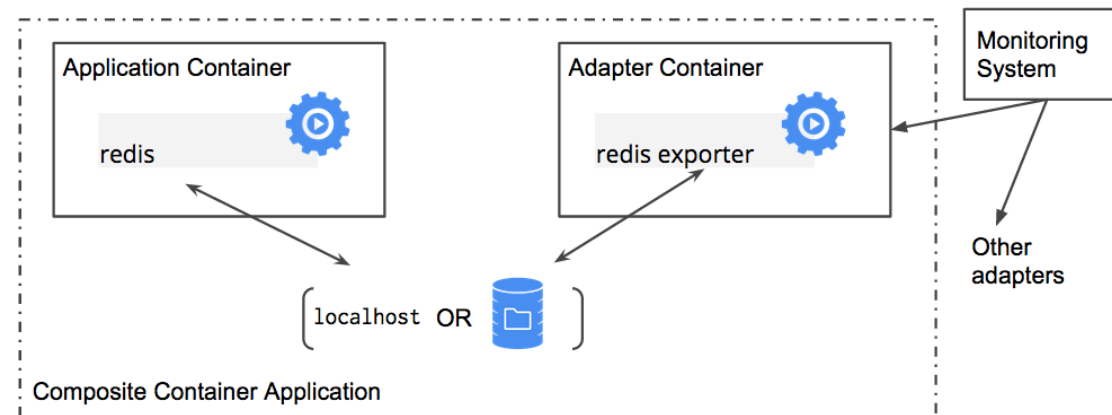 Application Container
redis
Adapter Container
redis exporter
Monitoring
System
Other
adapters
localhost OR
Composite Container Application